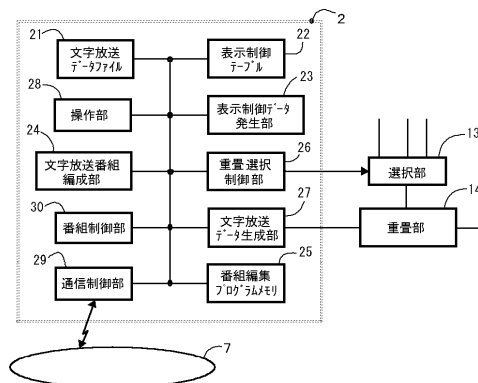 2
21
文字放送
ﾃﾞｰﾀﾌｧｲﾙ
22
表示制御
テーブル
28
操作部
23
表示制御ﾃﾞｰﾀ
発生部
24
文字放送番組
編成部
26
重畳選択
制御部
13
選択部
30
番組制御部
27
文字放送
ﾃﾞｰﾀ生成部
14
重畳部
29
通信制御部
25
番組編集
ﾌﾟﾛｸﾞﾗﾑﾒﾓﾘ
7